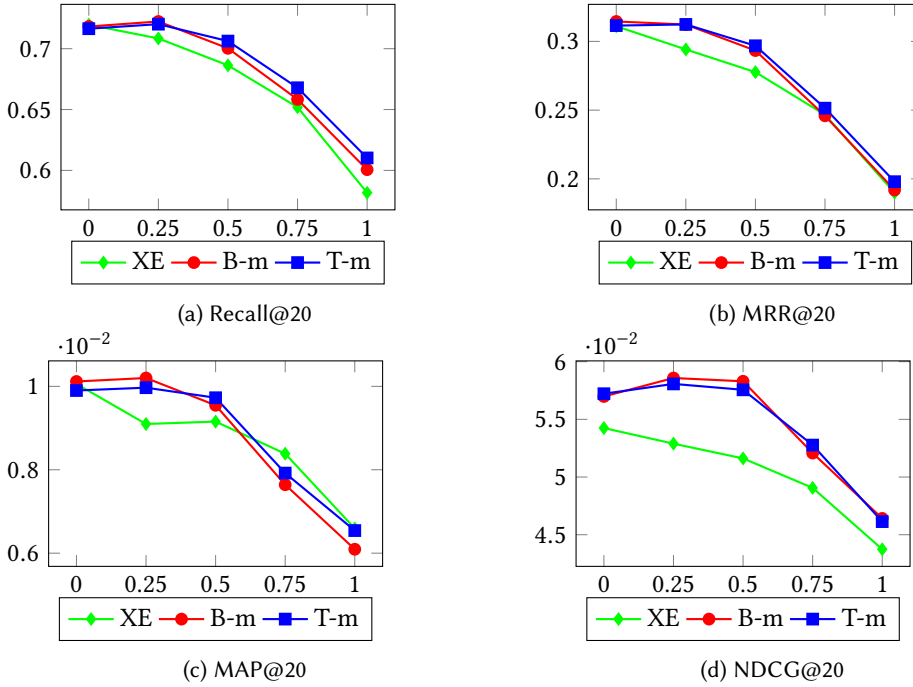 0.7
0.65
0.6
0 0.25 0.5 0.75 1
XE B-m T-m
(a) Recall@20
0.3
0.25
0.2
0 0.25 0.5 0.75 1
XE B-m T-m
(b) MRR@20
·10⁻²
1
0.8
0.6
0 0.25 0.5 0.75 1
XE B-m T-m
(c) MAP@20
·10⁻²
6
5.5
5
4.5
0 0.25 0.5 0.75 1
XE B-m T-m
(d) NDCG@20